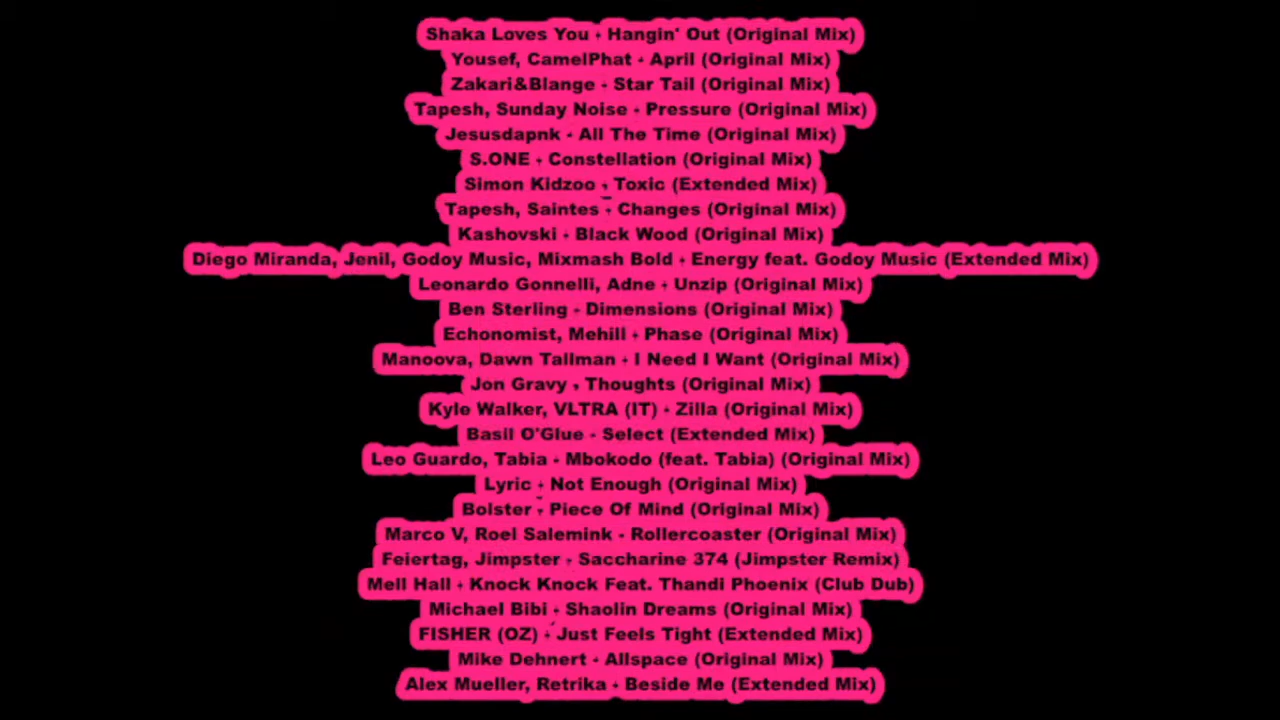 Shaka Loves You - Hangin' Out (Original Mix)
Yousef, CamelPhat - April (Original Mix)
Zakari&Blange - Star Tail (Original Mix)
Tapesh, Sunday Noise - Pressure (Original Mix)
Jesusdapnk - All The Time (Original Mix)
S.ONE - Constellation (Original Mix)
Simon Kidzoo - Toxic (Extended Mix)
Tapesh, Saintes - Changes (Original Mix)
Kashovski - Black Wood (Original Mix)
Diego Miranda, Jenil, Godoy Music, Mixmash Bold - Energy feat. Godoy Music (Extended Mix)
Leonardo Gonnelli, Adne - Unzip (Original Mix)
Ben Sterling - Dimensions (Original Mix)
Echonomist, Mehill - Phase (Original Mix)
Manoova, Dawn Tallman - I Need I Want (Original Mix)
Jon Gravy - Thoughts (Original Mix)
Kyle Walker, VLTRA (IT) - Zilla (Original Mix)
Basil O'Glue - Select (Extended Mix)
Leo Guardo, Tabia - Mbokodo (feat. Tabia) (Original Mix)
Lyric - Not Enough (Original Mix)
Bolster - Piece Of Mind (Original Mix)
Marco V, Roel Salemink - Rollercoaster (Original Mix)
Feiertag, Jimpster - Saccharine 374 (Jimpster Remix)
Mell Hall - Knock Knock Feat. Thandi Phoenix (Club Dub)
Michael Bibi - Shaolin Dreams (Original Mix)
FISHER (OZ) - Just Feels Tight (Extended Mix)
Mike Dehnert - Allspace (Original Mix)
Alex Mueller, Retrika - Beside Me (Extended Mix)